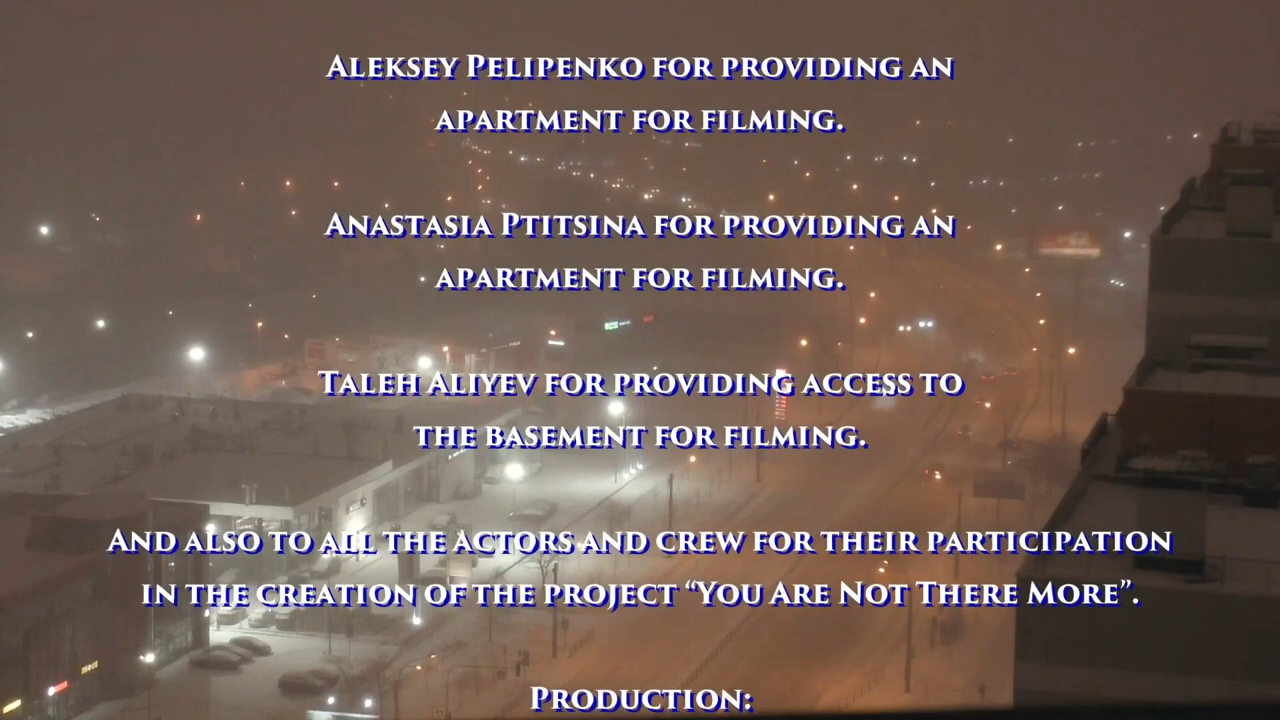 Aleksey Pelipenko for providing an
apartment for filming.
Anastasia Ptitsina for providing an
apartment for filming.
Taleh Aliyev for providing access to
the basement for filming.
And also to all the actors and crew for their participation
in the creation of the project “You Are Not There More”.
Production: